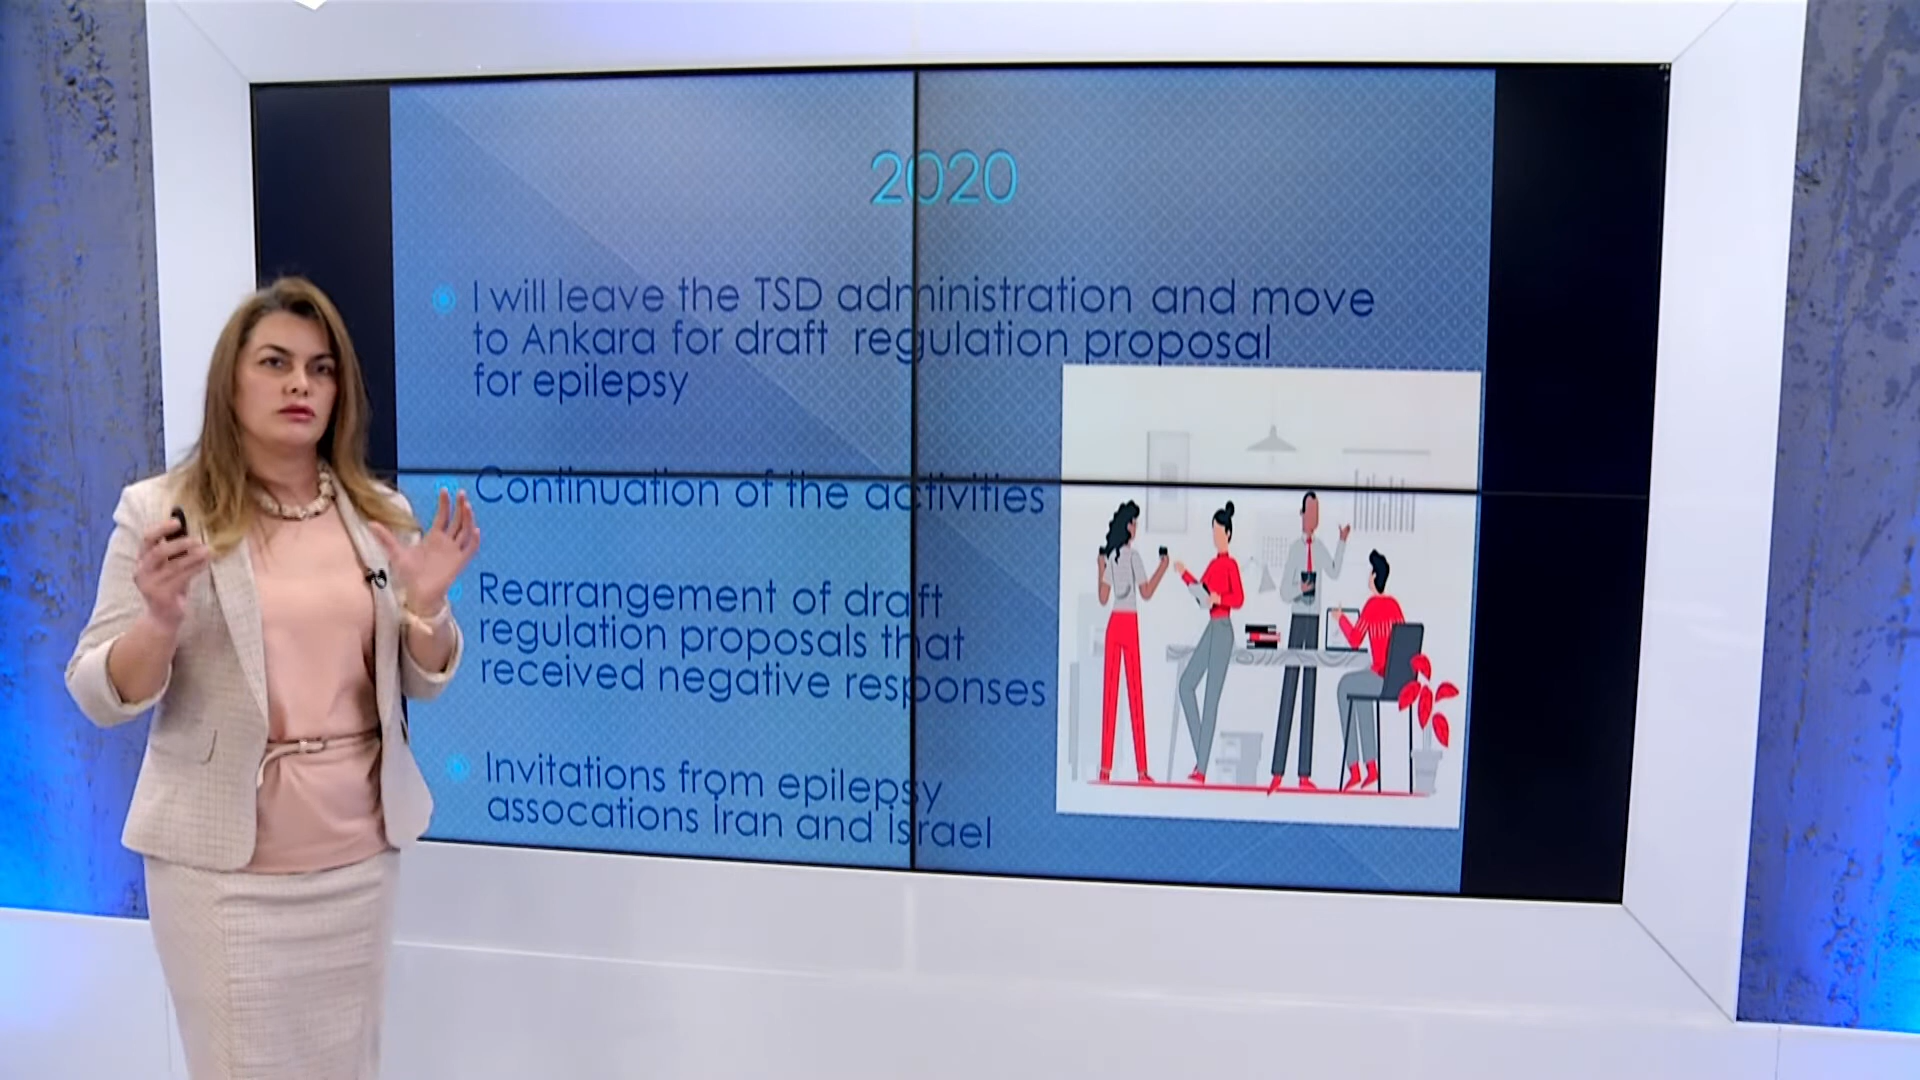 2020
I will leave the TSD administration and move
to Ankara for draft regulation proposal
for epilepsy
Continuation of the activities
Rearrangement of draft
regulation proposals that
received negative responses
Invitations from epilepsy
assocations Iran and Israel